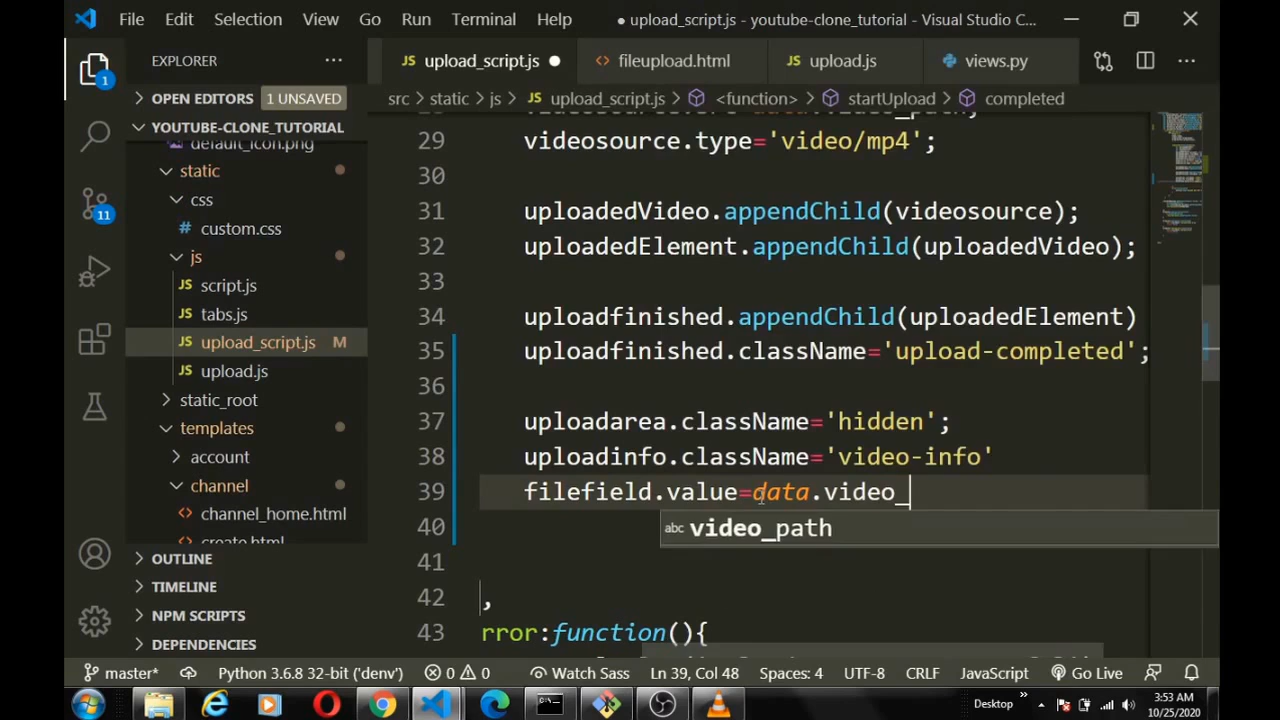 File Edit Selection View Go Run Terminal Help ● upload_script.js - youtube-clone_tutorial - Visual Studio C...
EXPLORER ...
JS upload_script.js ● <> fileupload.html JS upload.js views.py ...
1
OPEN EDITORS 1 UNSAVED
src > static > js > JS upload_script.js > <function> > startUpload > completed
YOUTUBE-CLONE_TUTORIAL
default_icon.png
static
css
custom.css
js
JS script.js
JS tabs.js
JS upload_script.js M
JS upload.js
static_root
templates
account
channel
<> channel_home.html
11
OUTLINE
TIMELINE
NPM SCRIPTS
DEPENDENCIES
29 videosource.type='video/mp4';
30
31 uploadedVideo.appendChild(videosource);
32 uploadedElement.appendChild(uploadedVideo);
33
34 uploadfinished.appendChild(uploadedElement)
35 uploadfinished.className='upload-completed';
36
37 uploadarea.className='hidden';
38 uploadinfo.className='video-info'
39 filefield.value=data.video_
abc video_path
40
41
42 ,
43 rror:function(){
master* Python 3.6.8 32-bit ('denv') 0 0 Watch Sass Ln 39, Col 48 Spaces: 4 UTF-8 CRLF JavaScript Go Live
Desktop » 3:53 AM
10/25/2020